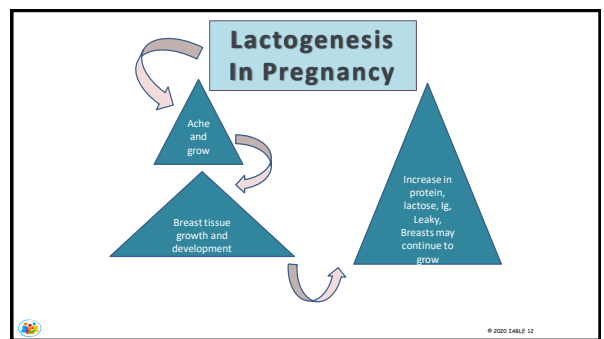 Lactogenesis
In Pregnancy
Ache
and
grow
Breast tissue
growth and
development
Increase in
protein,
lactose, Ig,
Leaky,
Breasts may
continue to
grow
© 2020 IABLE 12